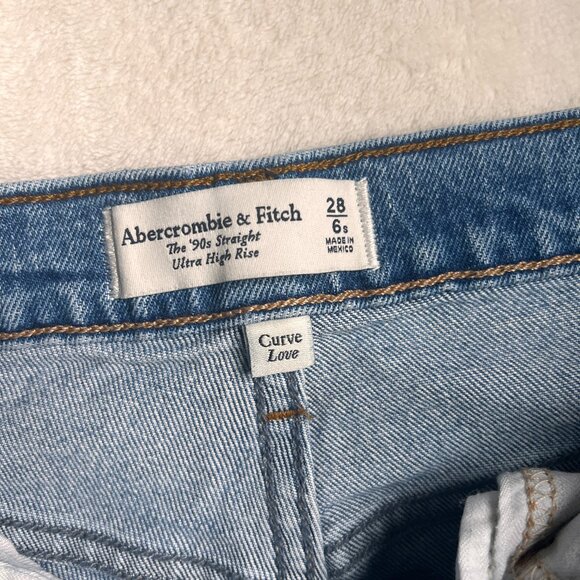 Abercrombie & Fitch
The '90s Straight
Ultra High Rise
28
6s
MADE IN
MEXICO
Curve
Love